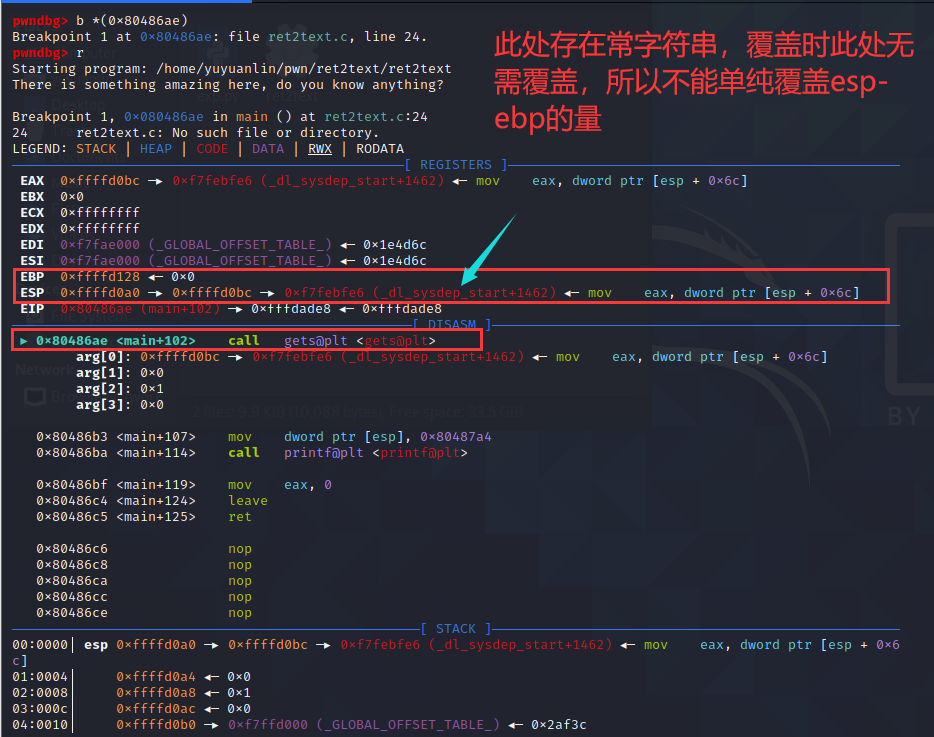 pwndbg> b *(0×80486ae)
Breakpoint 1 at 0×80486ae: file ret2text.c, line 24.
pwndbg> r
Starting program: /home/yuyuanlin/pwn/ret2text/ret2text
There is something amazing here, do you know anything?
此处存在常字符串，覆盖时此处无
需覆盖，所以不能单纯覆盖esp-
ebp的量
Breakpoint 1, 0×080486ae in main () at ret2text.c:24
24      ret2text.c: No such file or directory.
LEGEND: STACK | HEAP | CODE | DATA | RWX | RODATA
[ REGISTERS ]
EAX  0×ffffd0bc —▸ 0×f7febfe6 (_dl_sysdep_start+1462) ◂— mov    eax, dword ptr [esp + 0×6c]
EBX  0×0
ECX  0×ffffffff
EDX  0×ffffffff
EDI  0×f7fae000 (_GLOBAL_OFFSET_TABLE_) ◂— 0×1e4d6c
ESI  0×f7fae000 (_GLOBAL_OFFSET_TABLE_) ◂— 0×1e4d6c
EBP  0×ffffd128 ◂— 0×0
ESP  0×ffffd0a0 —▸ 0×ffffd0bc —▸ 0×f7febfe6 (_dl_sysdep_start+1462) ◂— mov    eax, dword ptr [esp + 0×6c]
EIP  0×80486ae (main+102) —▸ 0×fffdade8 ◂— 0×fffdade8
[ DISASM ]
► 0×80486ae <main+102>    call   gets@plt <gets@plt>
arg[0]: 0×ffffd0bc —▸ 0×f7febfe6 (_dl_sysdep_start+1462) ◂— mov    eax, dword ptr [esp + 0×6c]
arg[1]: 0×0
arg[2]: 0×1
arg[3]: 0×0
0×80486b3 <main+107>    mov    dword ptr [esp], 0×80487a4
0×80486ba <main+114>    call   printf@plt <printf@plt>
0×80486bf <main+119>    mov    eax, 0
0×80486c4 <main+124>    leave
0×80486c5 <main+125>    ret
0×80486c6               nop
0×80486c8               nop
0×80486ca               nop
0×80486cc               nop
0×80486ce               nop
BY
[ STACK ]
00:0000│ esp 0×ffffd0a0 —▸ 0×ffffd0bc —▸ 0×f7febfe6 (_dl_sysdep_start+1462) ◂— mov    eax, dword ptr [esp + 0×6
c]
01:0004│     0×ffffd0a4 ◂— 0×0
02:0008│     0×ffffd0a8 ◂— 0×1
03:000c│     0×ffffd0ac ◂— 0×0
04:0010│     0×ffffd0b0 —▸ 0×f7ffd000 (_GLOBAL_OFFSET_TABLE_) ◂— 0×2af3c